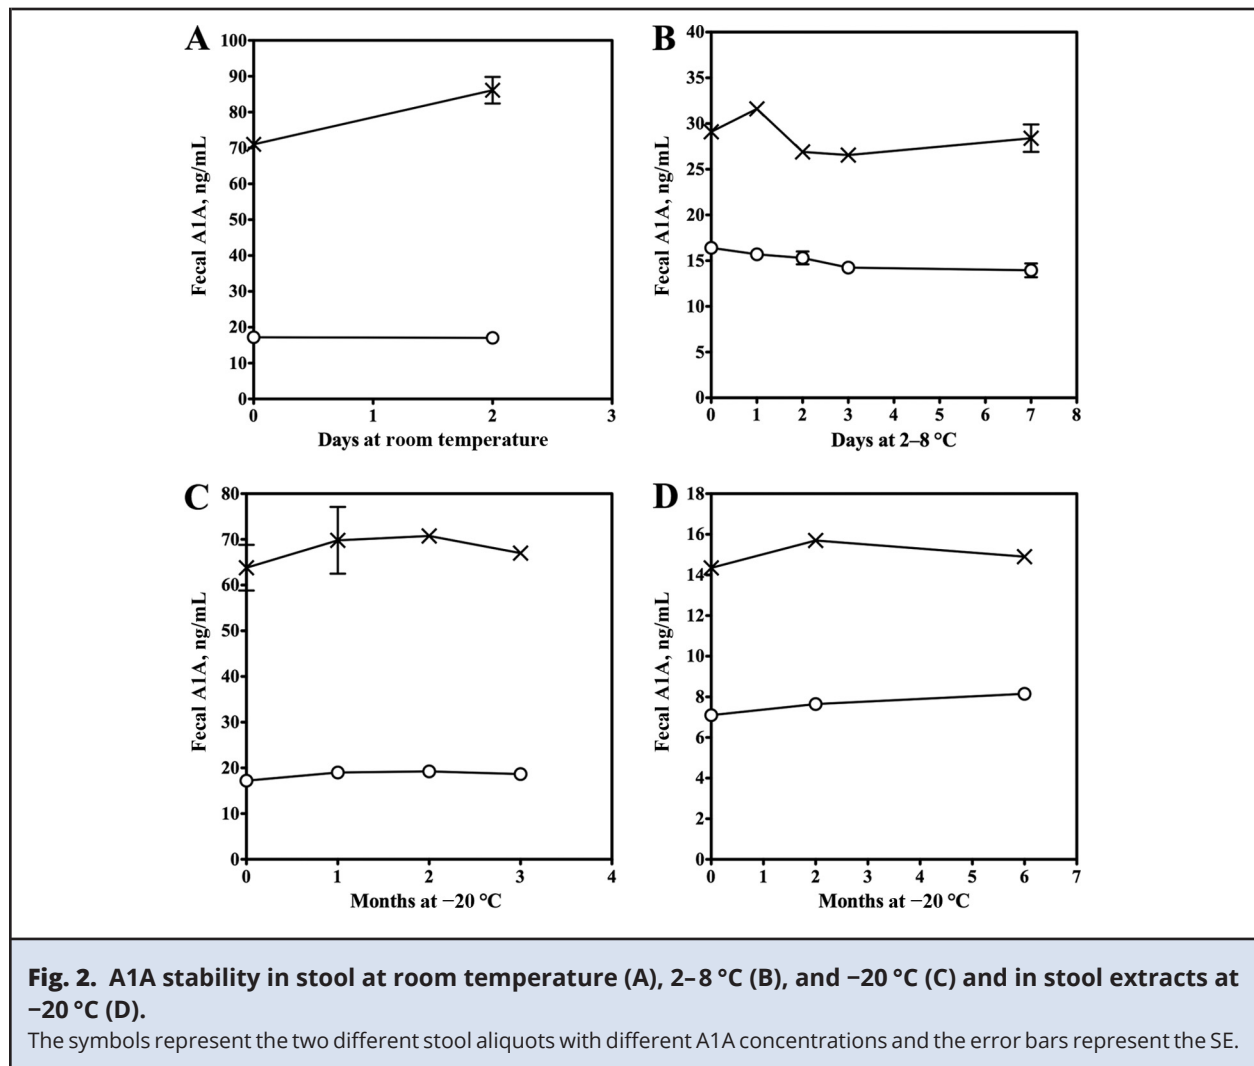 A
100
90
80
70
60
50
40
30
20
10
0
Fecal A1A, ng/mL
0 1 2 3
Days at room temperature
B
40
35
30
25
20
15
10
5
0
Fecal A1A, ng/mL
0 1 2 3 4 5 6 7 8
Days at 2–8 °C
C
80
70
60
50
40
30
20
10
0
Fecal A1A, ng/mL
0 1 2 3 4
Months at −20 °C
D
18
16
14
12
10
8
6
4
2
0
Fecal A1A, ng/mL
0 1 2 3 4 5 6 7
Months at −20 °C
Fig. 2. A1A stability in stool at room temperature (A), 2–8 °C (B), and −20 °C (C) and in stool extracts at
−20 °C (D).
The symbols represent the two different stool aliquots with different A1A concentrations and the error bars represent the SE.